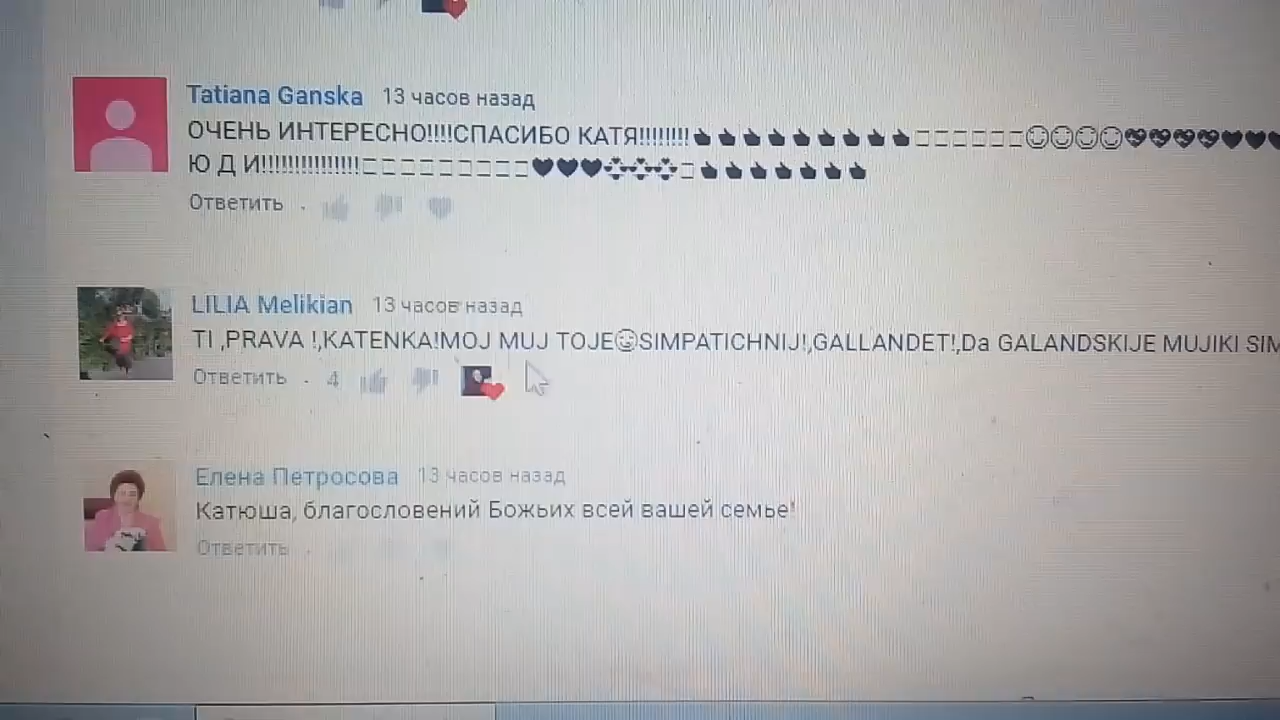 Tatiana Ganska 13 часов назад
ОЧЕНЬ ИНТЕРЕСНО!!!!СПАСИБО КАТЯ!!!!!!!!
Ю Д И!!!!!!!!!!!!!!!
Ответить
LILIA Melikian 13 часов назад
TI ,PRAVA !,KATENKA!MOJ MUJ TOJE☺SIMPATICHNIJ!,GALLANDET!,Da GALANDSKIJE MUJIKI SIM
Ответить · 4
Елена Петросова 13 часов назад
Катюша, благословений Божьих всей вашей семье!
Ответить